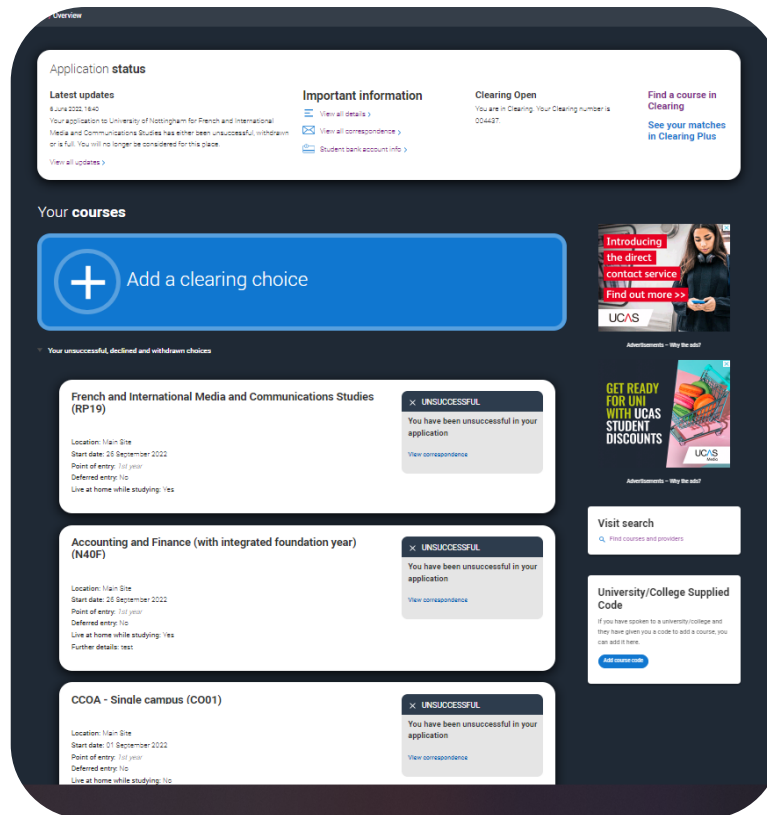 Overview
Application status
Latest updates
6 June 2022, 16:40
Your application to University of Nottingham for French and International
Media and Communications Studies has either been unsuccessful, withdrawn
or is full. You will no longer be considered for this place.
View all updates >
Important information
View all details >
View all correspondence >
Student bank account info >
Clearing Open
You are in Clearing. Your Clearing number is
004437.
Find a course in
Clearing
See your matches
in Clearing Plus
Your courses
Add a clearing choice
Your unsuccessful, declined and withdrawn choices
French and International Media and Communications Studies
(RP19)
Location: Main Site
Start date: 26 September 2022
Point of entry: 1st year
Deferred entry: No
Live at home while studying: Yes
UNSUCCESSFUL
You have been unsuccessful in your
application
View correspondence
Accounting and Finance (with integrated foundation year)
(N40F)
Location: Main Site
Start date: 26 September 2022
Point of entry: 1st year
Deferred entry: No
Live at home while studying: Yes
Further details: test
UNSUCCESSFUL
You have been unsuccessful in your
application
View correspondence
CCOA - Single campus (CO01)
Location: Main Site
Start date: 01 September 2022
Point of entry: 1st year
Deferred entry: No
Live at home while studying: No
UNSUCCESSFUL
You have been unsuccessful in your
application
View correspondence
Introducing
the direct
contact service
Find out more >>
UCAS
Advertisements – Why the ads?
GET READY
FOR UNI
WITH UCAS
STUDENT
DISCOUNTS
UCAS
Media
Advertisements – Why the ads?
Visit search
Find courses and providers
University/College Supplied
Code
If you have spoken to a university/college and
they have given you a code to add a course, you
can add it here.
Add course code